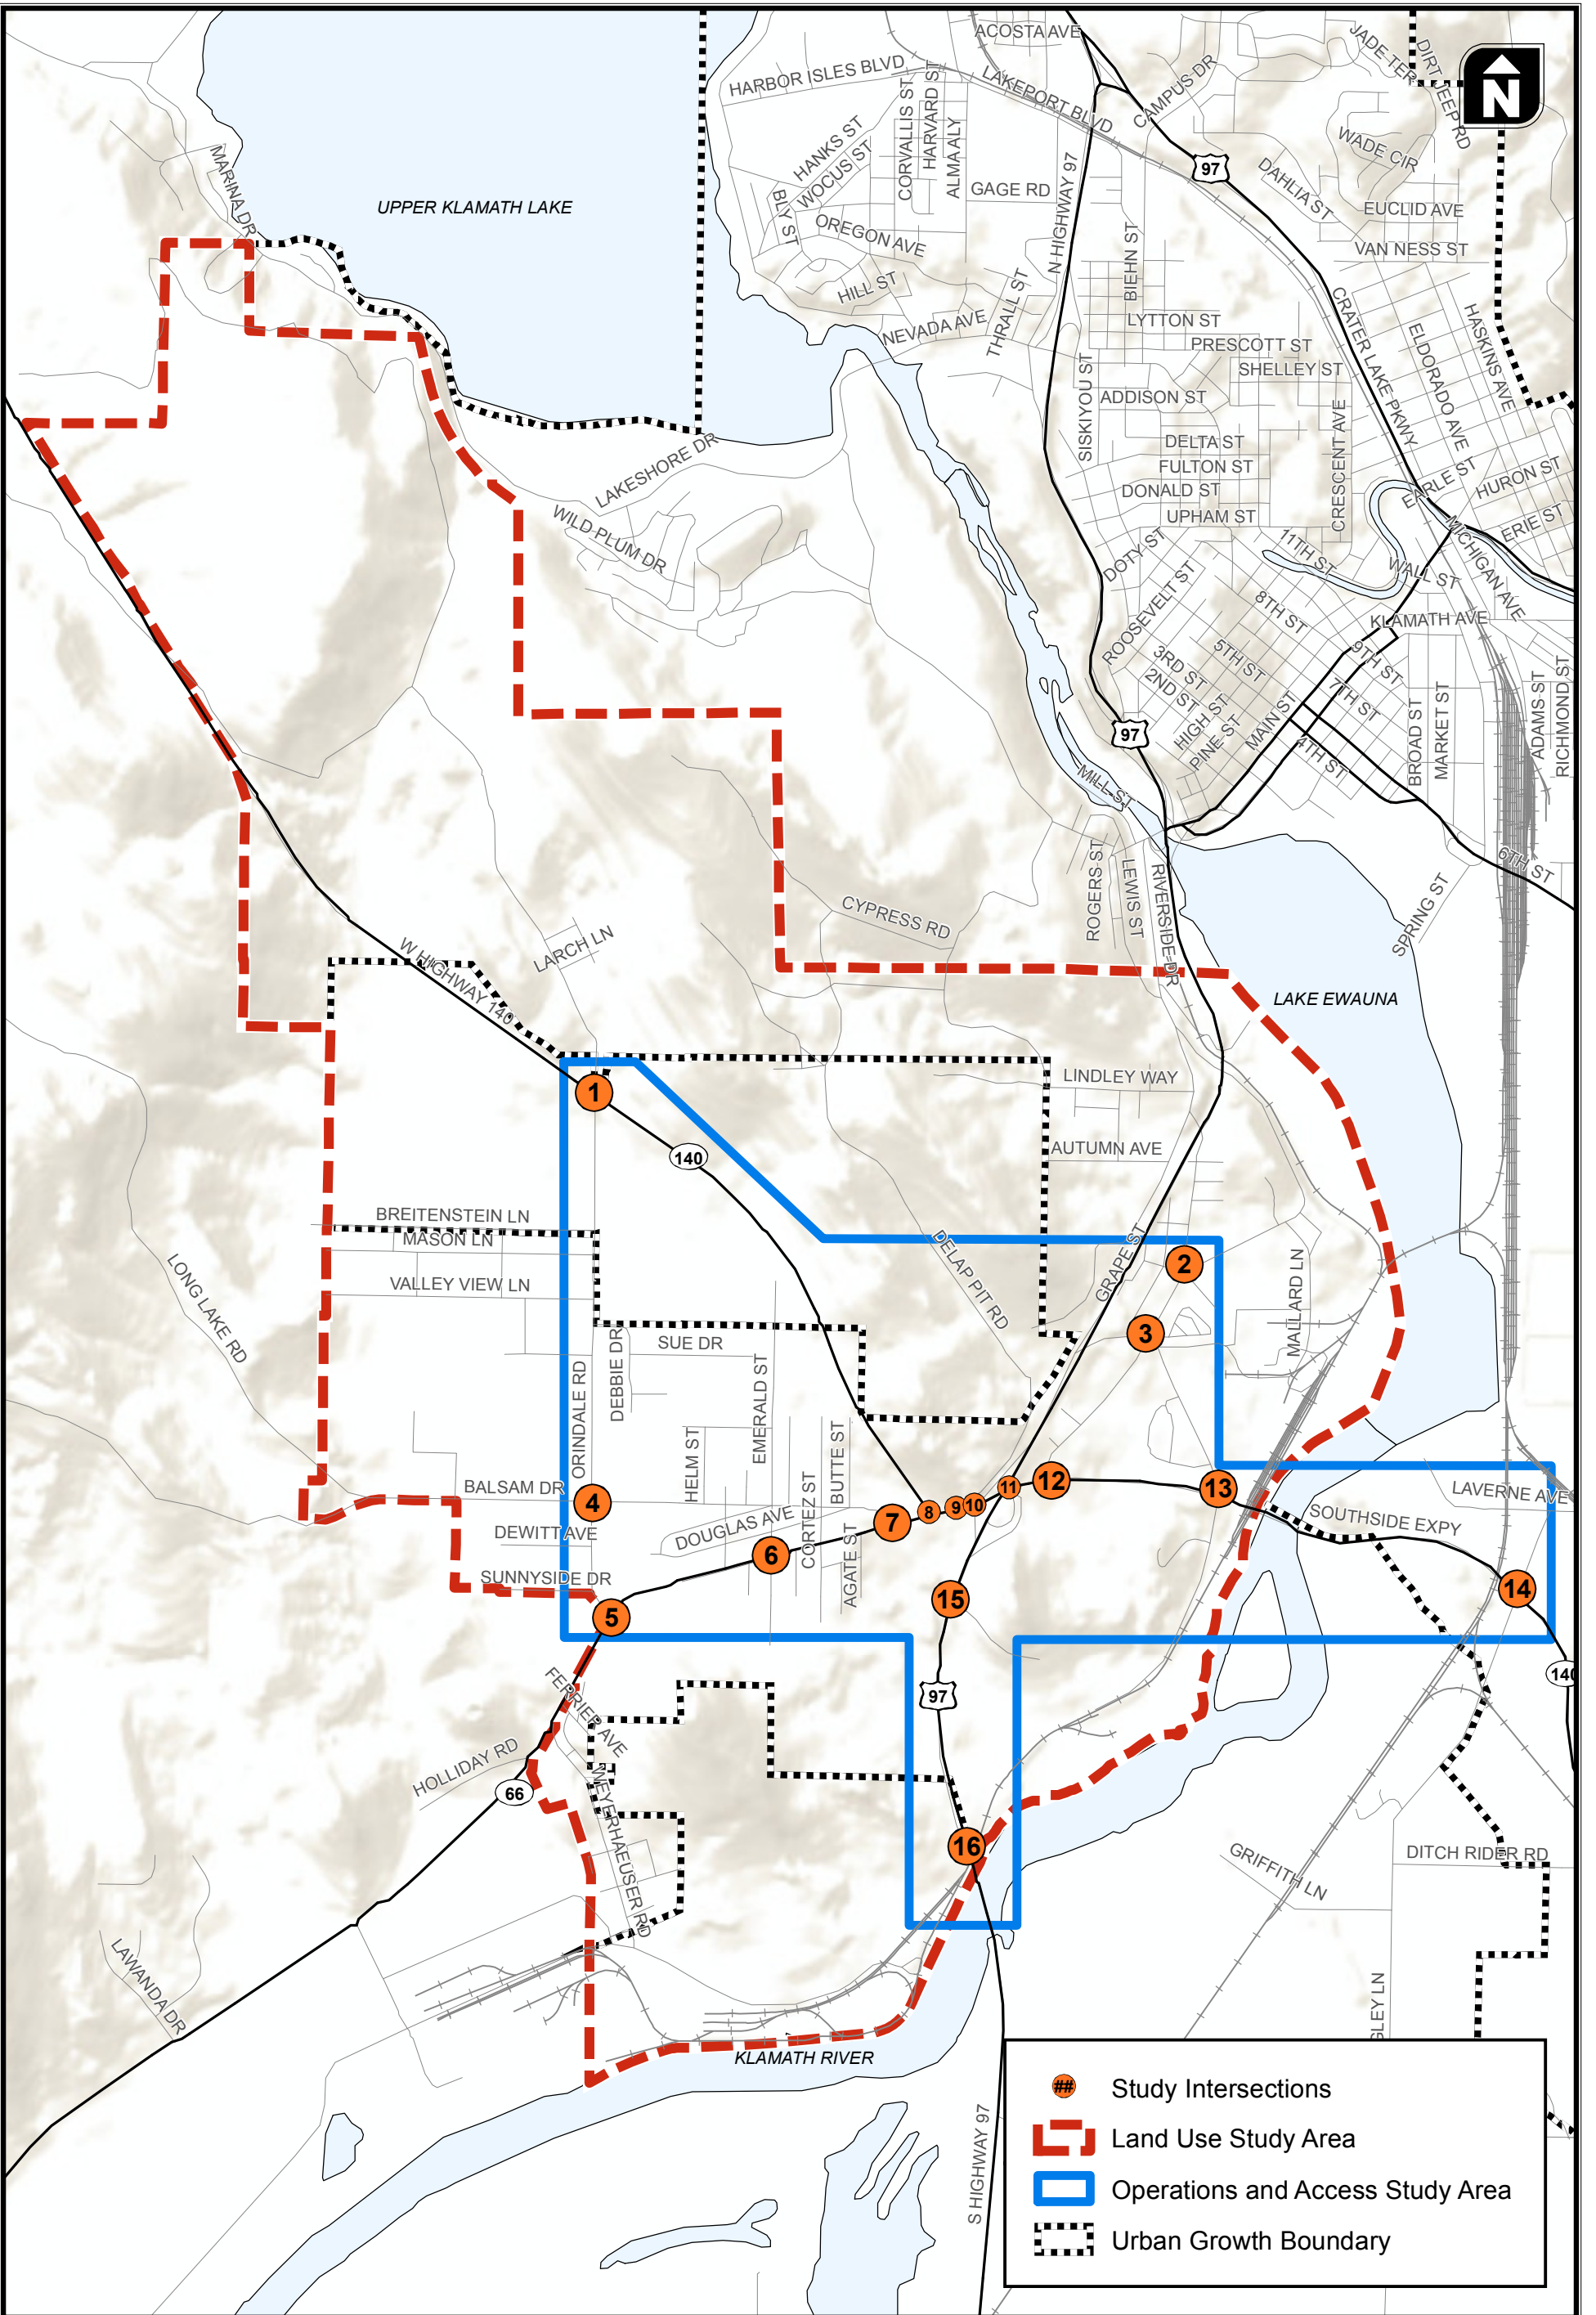 ACOSTA AVE
JADE TER
DIRT JEEP RD
N
HARBOR ISLES BLVD
LAKEPORT BLVD
CAMPUS DR
CORVALLIS ST
HARVARD ST
ALMA ALY
HANKS ST
WOCUS ST
WADE CIR
97
DAHLIA ST
MARINA DR
UPPER KLAMATH LAKE
BLY ST
GAGE RD
N HIGHWAY 97
EUCLID AVE
OREGON AVE
VAN NESS ST
BIEHN ST
HILL ST
THRALL ST
NEVADA AVE
LYTTON ST
CRATER LAKE PKWY
ELDORADO AVE
HASKINS AVE
PRESCOTT ST
SHELLEY ST
SISKIYOU ST
ADDISON ST
CRESCENT AVE
LAKESHORE DR
DELTA ST
FULTON ST
EARLE ST
HURON ST
DONALD ST
WILD PLUM DR
UPHAM ST
ERIE ST
MICHIGAN AVE
DOTY ST
11TH ST
WALL ST
ROOSEVELT ST
8TH ST
KLAMATH AVE
3RD ST
5TH ST
9TH ST
2ND ST
7TH ST
HIGH ST
PINE ST
MAIN ST
4TH ST
BROAD ST
MARKET ST
ADAMS ST
RICHMOND ST
97
MILL ST
6TH ST
ROGERS ST
LEWIS ST
RIVERSIDE DR
SPRING ST
CYPRESS RD
LARCH LN
W HIGHWAY 140
LAKE EWAUNA
1
LINDLEY WAY
140
AUTUMN AVE
BREITENSTEIN LN
MASON LN
DELAP PIT RD
GRAPE ST
2
VALLEY VIEW LN
LONG LAKE RD
MALLARD LN
3
SUE DR
DEBBIE DR
ORINDALE RD
EMERALD ST
HELM ST
BUTTE ST
CORTEZ ST
BALSAM DR
4
12
13
11
10
9
8
7
LAVERNE AVE
SOUTHSIDE EXPY
DEWITT AVE
DOUGLAS AVE
6
AGATE ST
SUNNYSIDE DR
5
15
14
140
97
FERRIER AVE
HOLLIDAY RD
66
WEYERHAEUSER RD
16
GRIFFITH LN
DITCH RIDER RD
LAWANDA DR
GLEY LN
KLAMATH RIVER
S HIGHWAY 97
## Study Intersections
Land Use Study Area
Operations and Access Study Area
Urban Growth Boundary